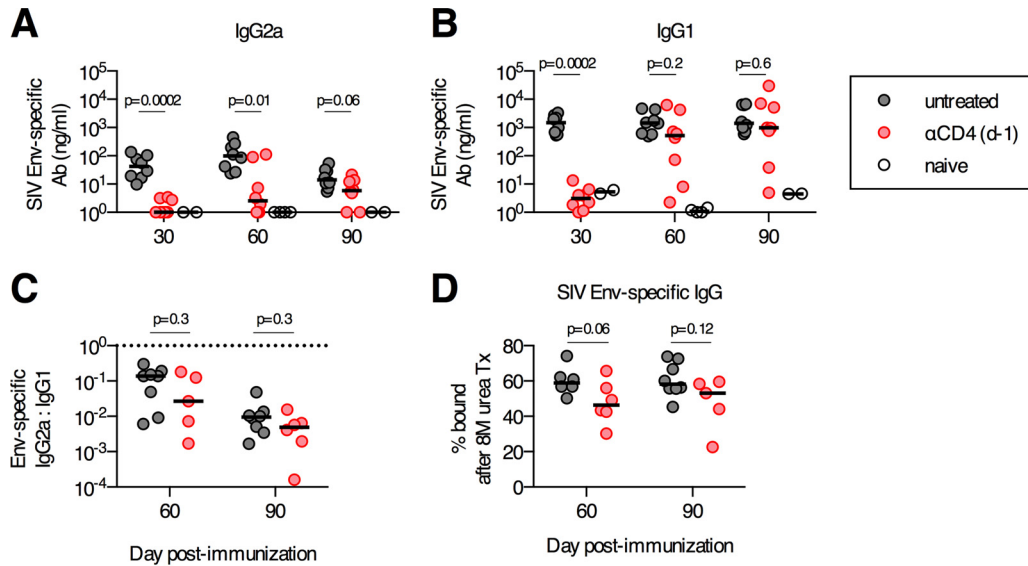 A
IgG2a
SIV Env-specific
Ab (ng/ml)
10^5
10^4
10^3
10^2
10^1
10^0
p=0.0002
p=0.01
p=0.06
30
60
90
B
IgG1
SIV Env-specific
Ab (ng/ml)
10^5
10^4
10^3
10^2
10^1
10^0
p=0.0002
p=0.2
p=0.6
30
60
90
untreated
αCD4 (d-1)
naive
C
Env-specific
IgG2a : IgG1
10^0
10^-1
10^-2
10^-3
10^-4
p=0.3
p=0.3
60
90
Day post-immunization
D
SIV Env-specific IgG
% bound
after 8M urea Tx
80
60
40
20
0
p=0.06
p=0.12
60
90
Day post-immunization